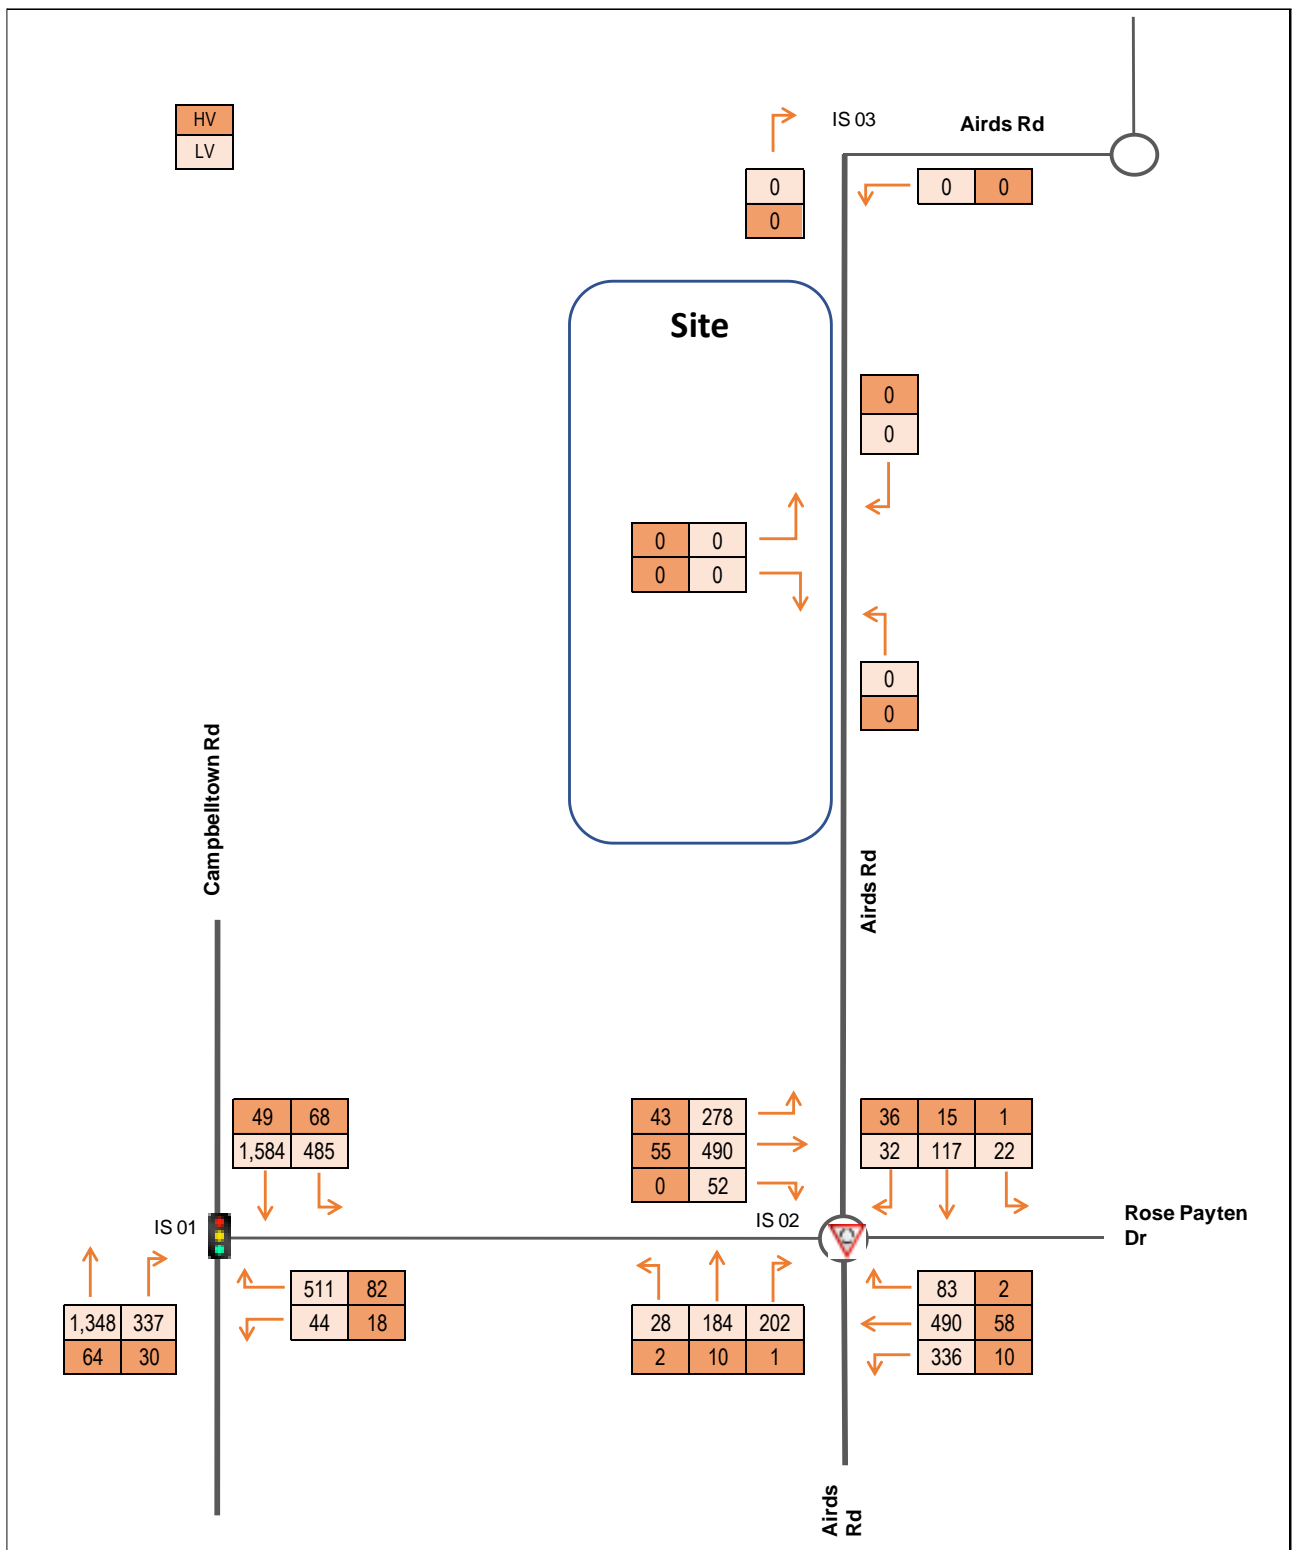 HV
LV
IS 03
Airds Rd
0
0
0 0
Site
0
0
0 0
0 0
0
0
Campbelltown Rd
Airds Rd
49 68
1,584 485
43 278
55 490
0 52
36 15 1
32 117 22
IS 01
IS 02
Rose Payten
Dr
511 82
44 18
1,348 337
64 30
28 184 202
2 10 1
83 2
490 58
336 10
Airds
Rd